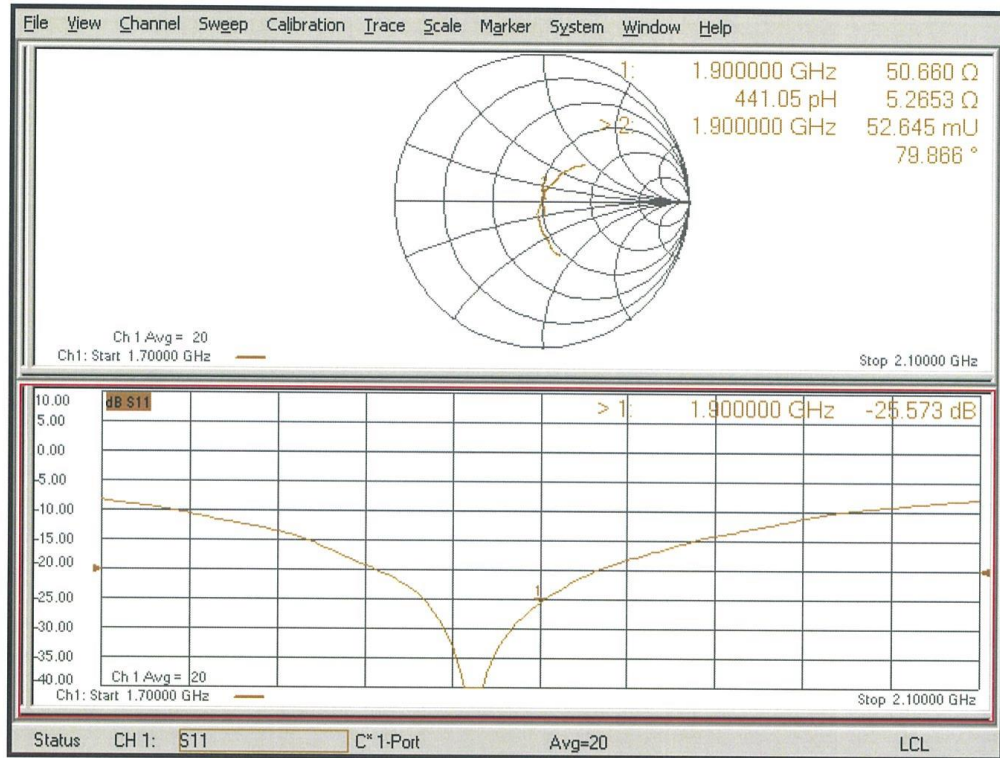 File View Channel Sweep Calibration Trace Scale Marker System Window Help
1: 1.900000 GHz 50.660 Ω
441.05 pH 5.2653 Ω
> 2: 1.900000 GHz 52.645 mU
79.866 °
Ch 1 Avg = 20
Ch1: Start 1.70000 GHz
Stop 2.10000 GHz
dB S11
> 1: 1.900000 GHz -25.573 dB
10.00
5.00
0.00
-5.00
-10.00
-15.00
-20.00
-25.00
-30.00
-35.00
-40.00
1
Ch 1 Avg = 20
Ch1: Start 1.70000 GHz
Stop 2.10000 GHz
Status CH 1: S11 C* 1-Port Avg=20 LCL